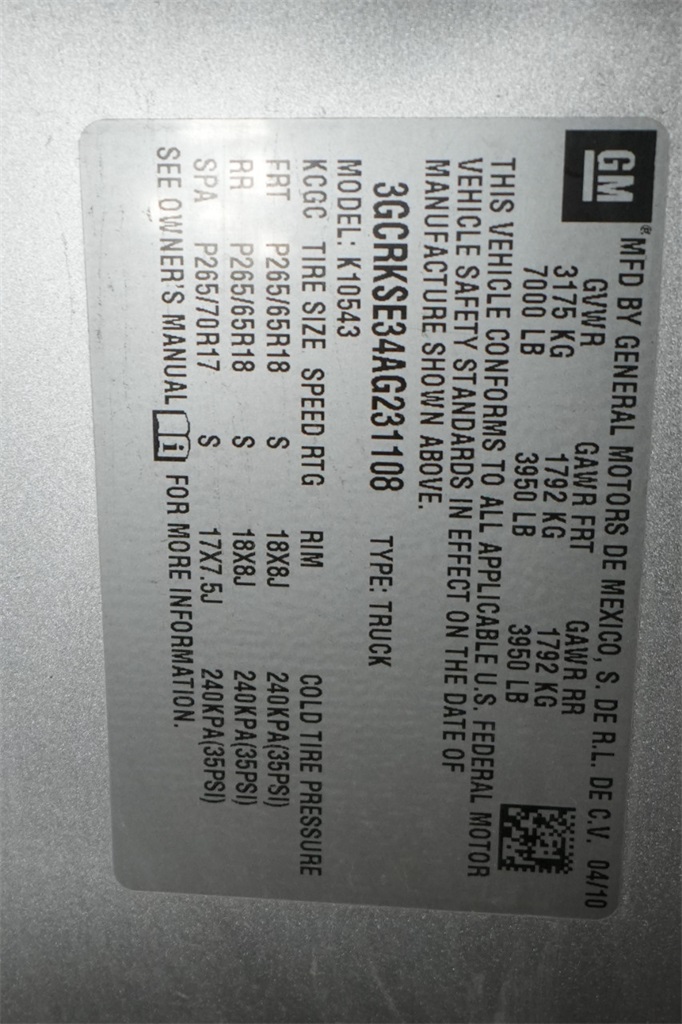 GM
® MFD BY GENERAL MOTORS DE MEXICO, S. DE R.L. DE C.V. 04/10
GVWR GAWR FRT GAWR RR
3175 KG 1792 KG 1792 KG
7000 LB 3950 LB 3950 LB
THIS VEHICLE CONFORMS TO ALL APPLICABLE U.S. FEDERAL MOTOR
VEHICLE SAFETY STANDARDS IN EFFECT ON THE DATE OF
MANUFACTURE SHOWN ABOVE.
3GCRKSE34AG231108 TYPE: TRUCK
MODEL: K10543
KCGC TIRE SIZE SPEED RTG RIM COLD TIRE PRESSURE
FRT P265/65R18 S 18X8J 240KPA(35PSI)
RR P265/65R18 S 18X8J 240KPA(35PSI)
SPA P265/70R17 S 17X7.5J 240KPA(35PSI)
SEE OWNER'S MANUAL i FOR MORE INFORMATION.